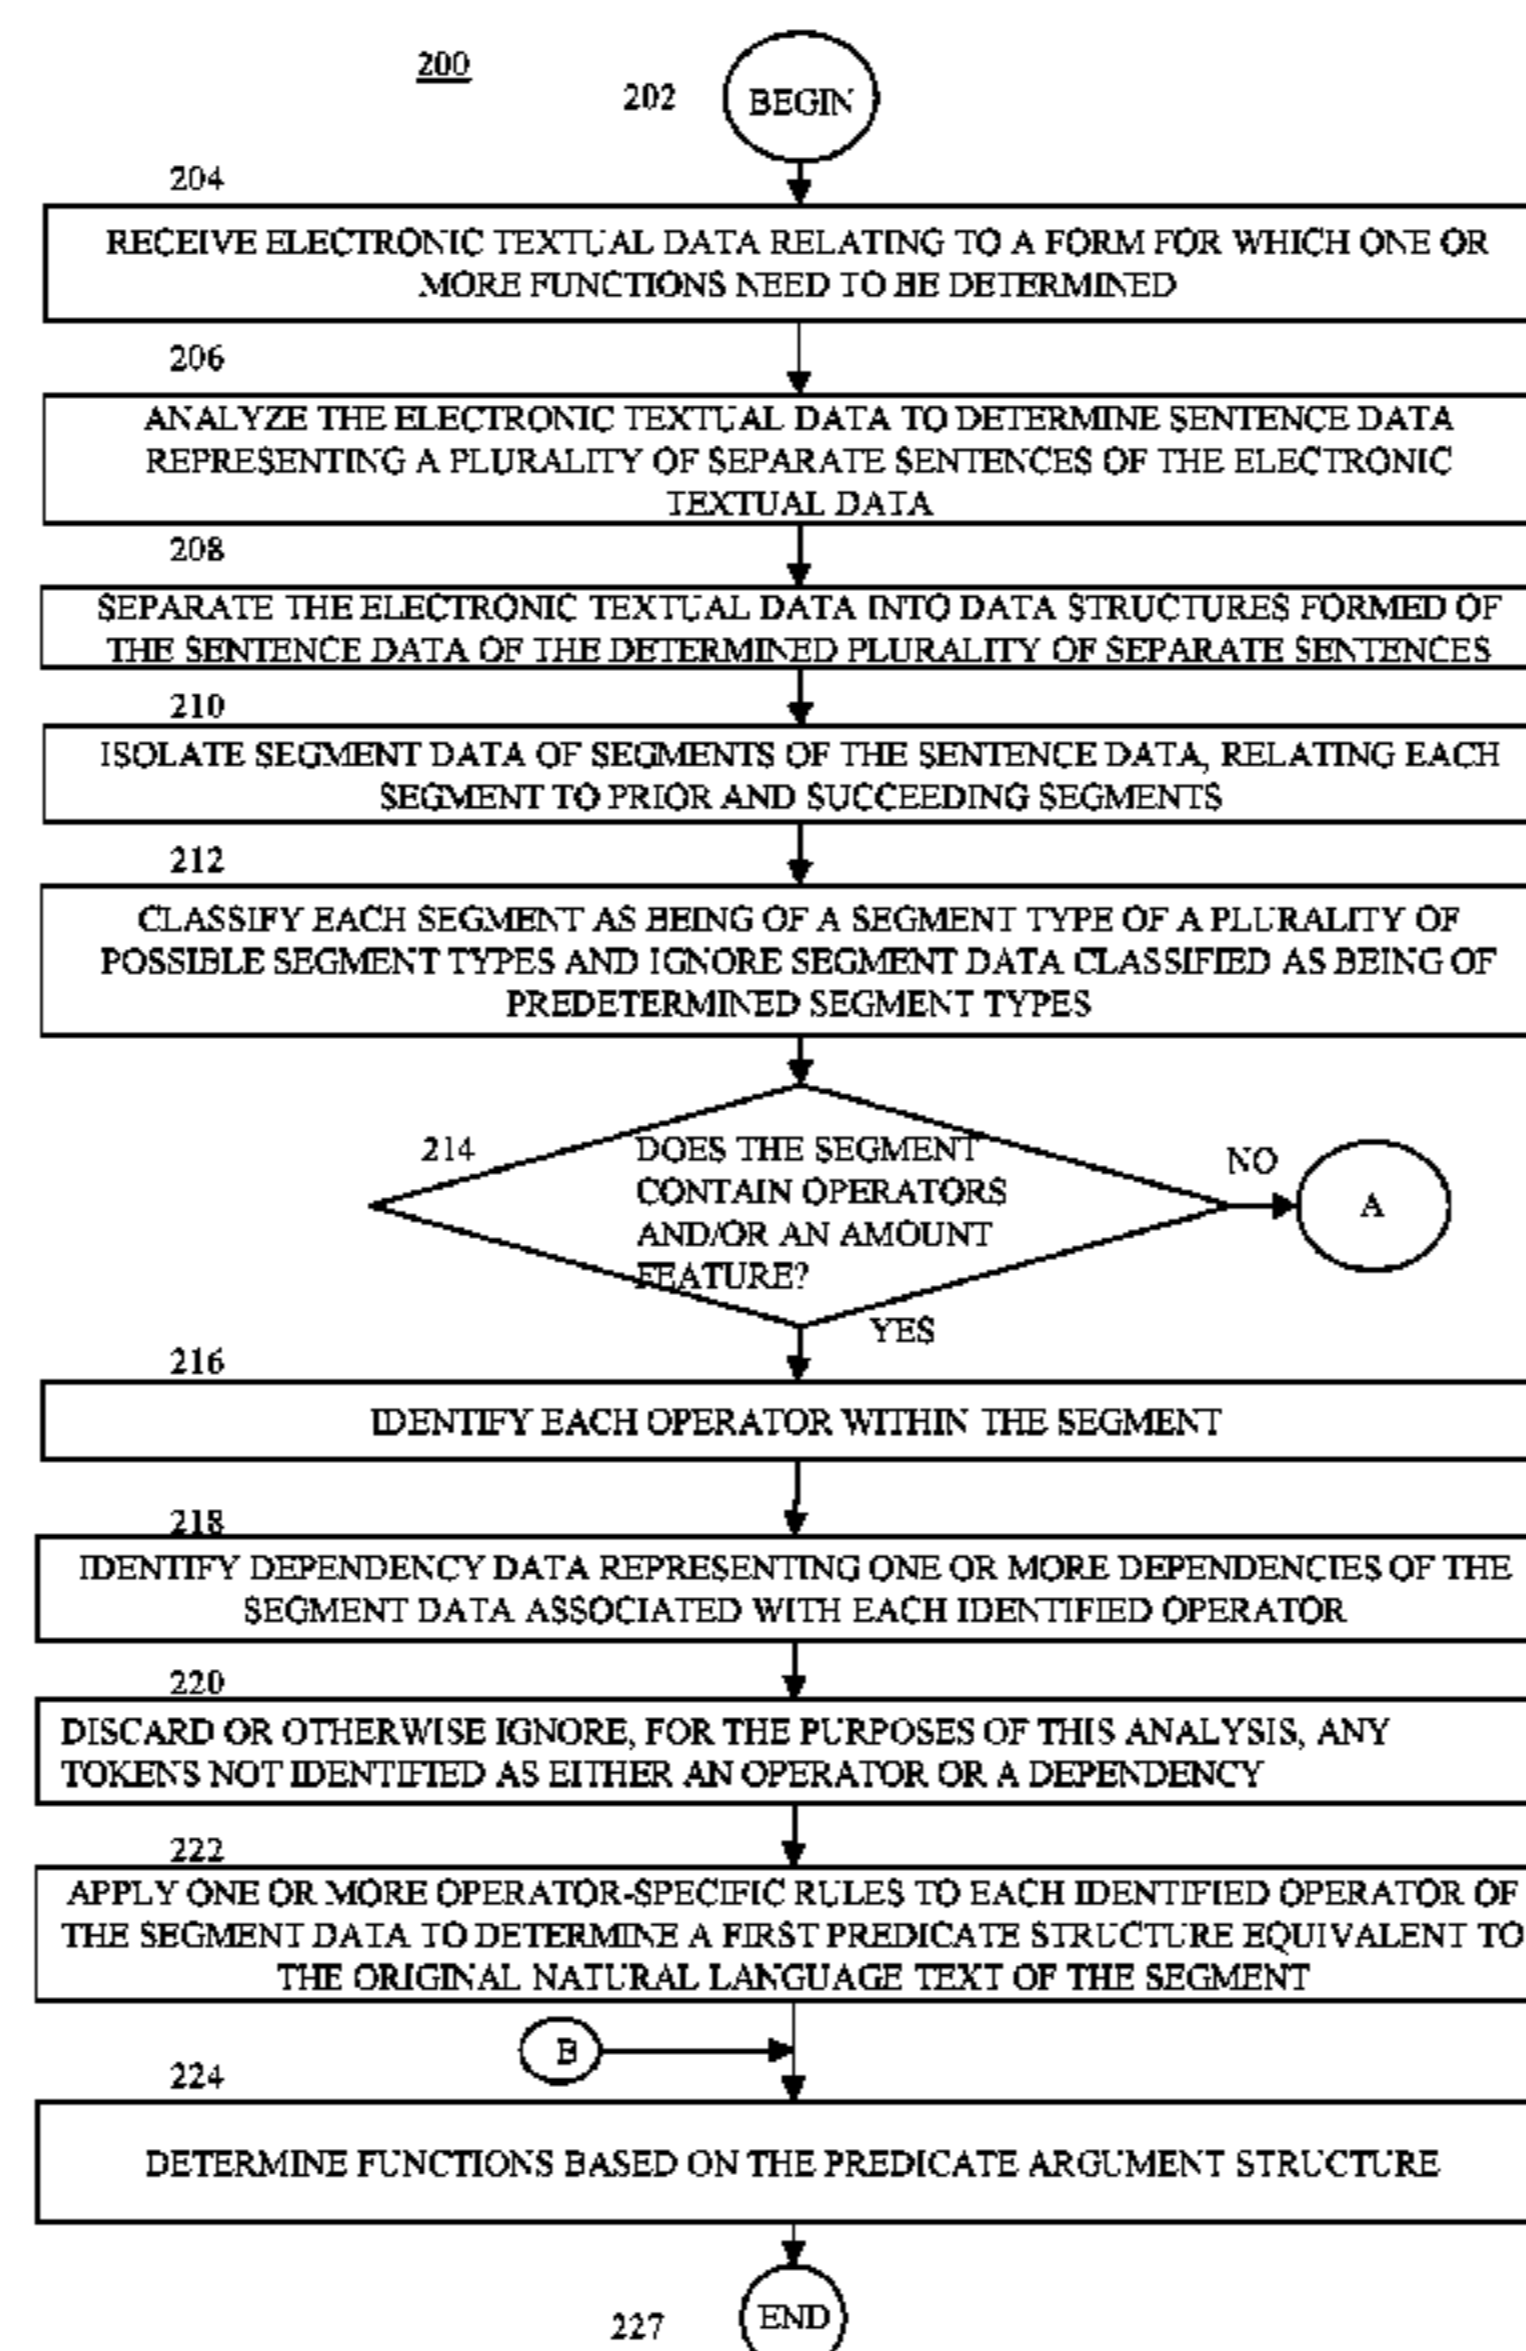 200
202
BEGIN
204
RECEIVE ELECTRONIC TEXTUAL DATA RELATING TO A FORM FOR WHICH ONE OR
MORE FUNCTIONS NEED TO BE DETERMINED
206
ANALYZE THE ELECTRONIC TEXTUAL DATA TO DETERMINE SENTENCE DATA
REPRESENTING A PLURALITY OF SEPARATE SENTENCES OF THE ELECTRONIC
TEXTUAL DATA
208
SEPARATE THE ELECTRONIC TEXTUAL DATA INTO DATA STRUCTURES FORMED OF
THE SENTENCE DATA OF THE DETERMINED PLURALITY OF SEPARATE SENTENCES
210
ISOLATE SEGMENT DATA OF SEGMENTS OF THE SENTENCE DATA, RELATING EACH
SEGMENT TO PRIOR AND SUCCEEDING SEGMENTS
212
CLASSIFY EACH SEGMENT AS BEING OF A SEGMENT TYPE OF A PLURALITY OF
POSSIBLE SEGMENT TYPES AND IGNORE SEGMENT DATA CLASSIFIED AS BEING OF
PREDETERMINED SEGMENT TYPES
214
DOES THE SEGMENT
CONTAIN OPERATORS
AND/OR AN AMOUNT
FEATURE?
NO
A
YES
216
IDENTIFY EACH OPERATOR WITHIN THE SEGMENT
218
IDENTIFY DEPENDENCY DATA REPRESENTING ONE OR MORE DEPENDENCIES OF THE
SEGMENT DATA ASSOCIATED WITH EACH IDENTIFIED OPERATOR
220
DISCARD OR OTHERWISE IGNORE, FOR THE PURPOSES OF THIS ANALYSIS, ANY
TOKENS NOT IDENTIFIED AS EITHER AN OPERATOR OR A DEPENDENCY
222
APPLY ONE OR MORE OPERATOR-SPECIFIC RULES TO EACH IDENTIFIED OPERATOR OF
THE SEGMENT DATA TO DETERMINE A FIRST PREDICATE STRUCTURE EQUIVALENT TO
THE ORIGINAL NATURAL LANGUAGE TEXT OF THE SEGMENT
B
224
DETERMINE FUNCTIONS BASED ON THE PREDICATE ARGUMENT STRUCTURE
227
END